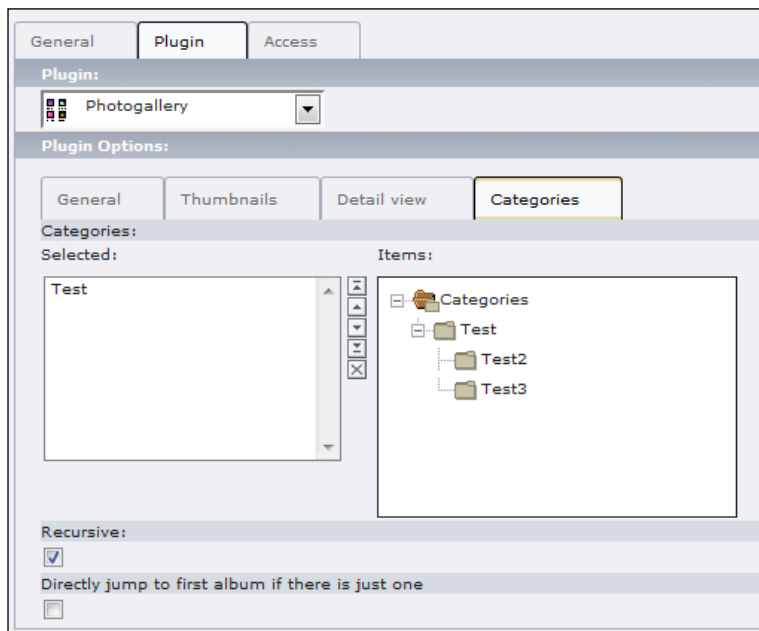 General Plugin Access
Plugin:
Photogallery
Plugin Options:
General Thumbnails Detail view Categories
Categories:
Selected: Items:
Test
Categories
Test
Test2
Test3
Recursive:
Directly jump to first album if there is just one